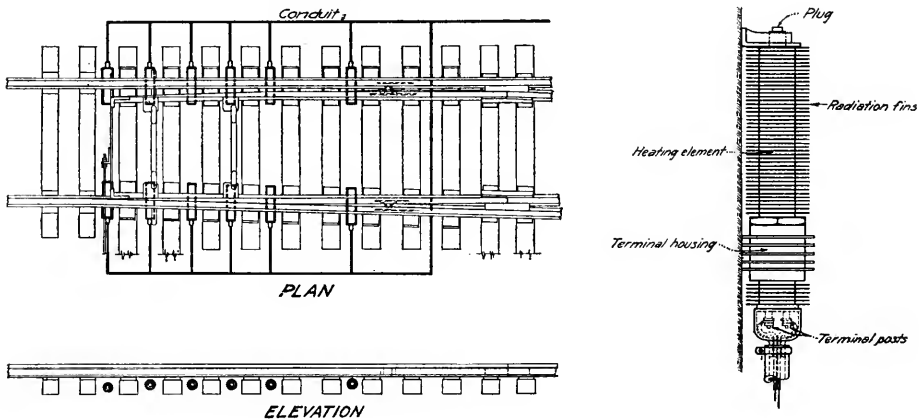 Conduit
PLAN
ELEVATION
Plug
Radiation fins
Heating element
Terminal housing
Terminal posts